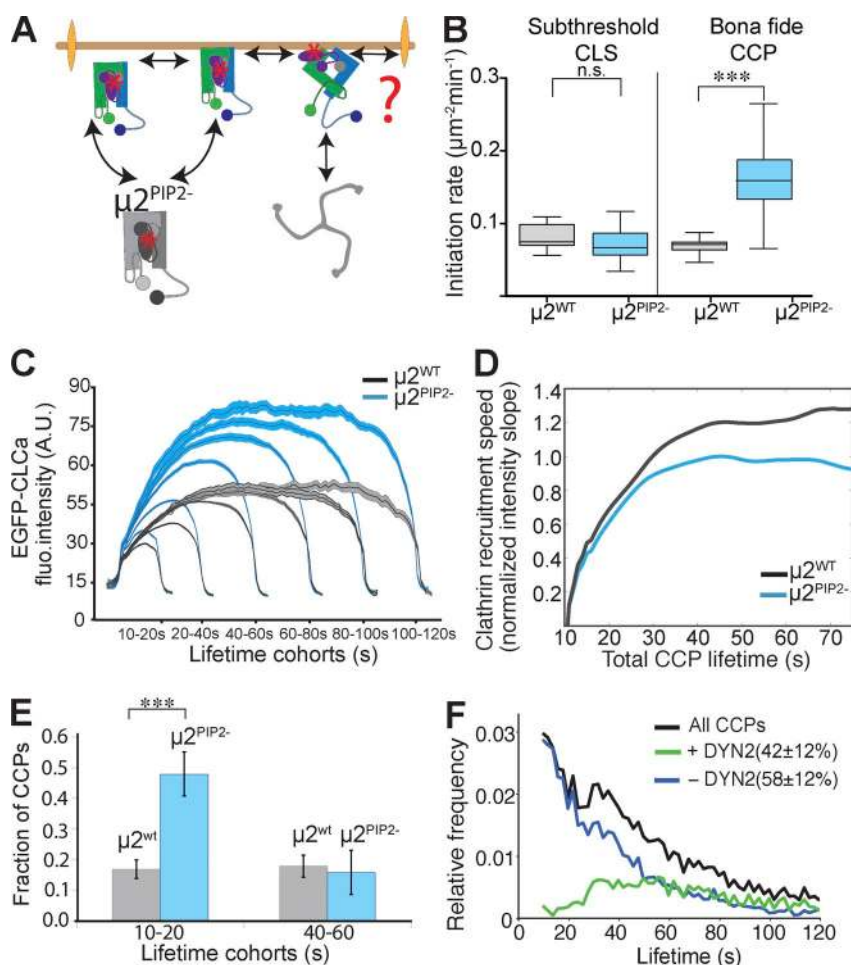 A
?
μ2PIP2-
B
Subthreshold Bona fide
CLS CCP
n.s.
***
Initiation rate (μm-2min-1)
0.3
0.2
0.1
μ2WT μ2PIP2- μ2WT μ2PIP2-
C
μ2WT
μ2PIP2-
EGFP-CLCa
fluo.intensity (A.U.)
90
75
55
35
15
0
10-20s 20-40s 40-60s 60-80s 80-100s 100-120s
Lifetime cohorts (s)
D
Clathrin recruitment speed
(normalized intensity slope)
1.4
1.2
1.0
0.8
0.6
0.4
0.2
μ2WT
μ2PIP2-
10 20 30 40 50 60 70
Total CCP lifetime (s)
E
***
μ2PIP2-
μ2wt
μ2wt μ2PIP2-
Fraction of CCPs
0.6
0.5
0.4
0.3
0.2
0.1
0.0
10-20 40-60
Lifetime cohorts (s)
F
All CCPs
+ DYN2(42±12%)
– DYN2(58±12%)
Relative frequency
0.03
0.02
0.01
0
0 20 40 60 80 100 120
Lifetime (s)